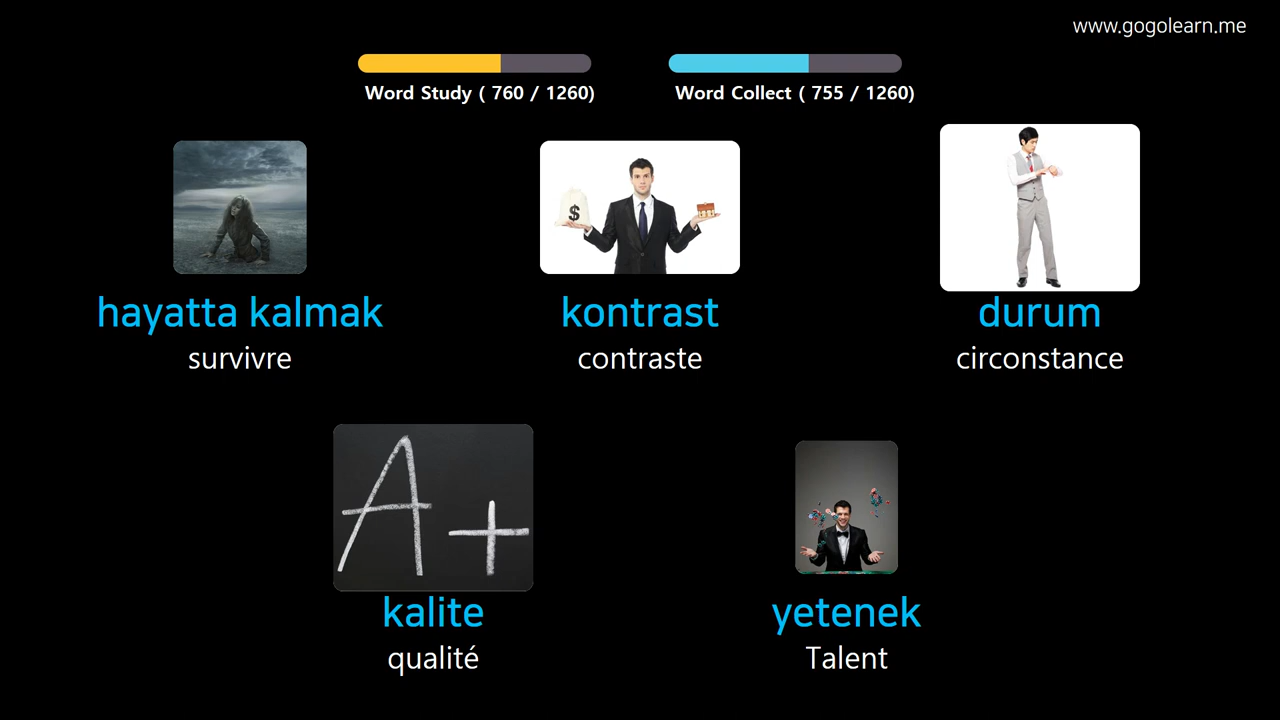 www.gogolearn.me
Word Study ( 760 / 1260)
Word Collect ( 755 / 1260)
$
hayatta kalmak
survivre
kontrast
contraste
durum
circonstance
A+
kalite
qualité
yetenek
Talent